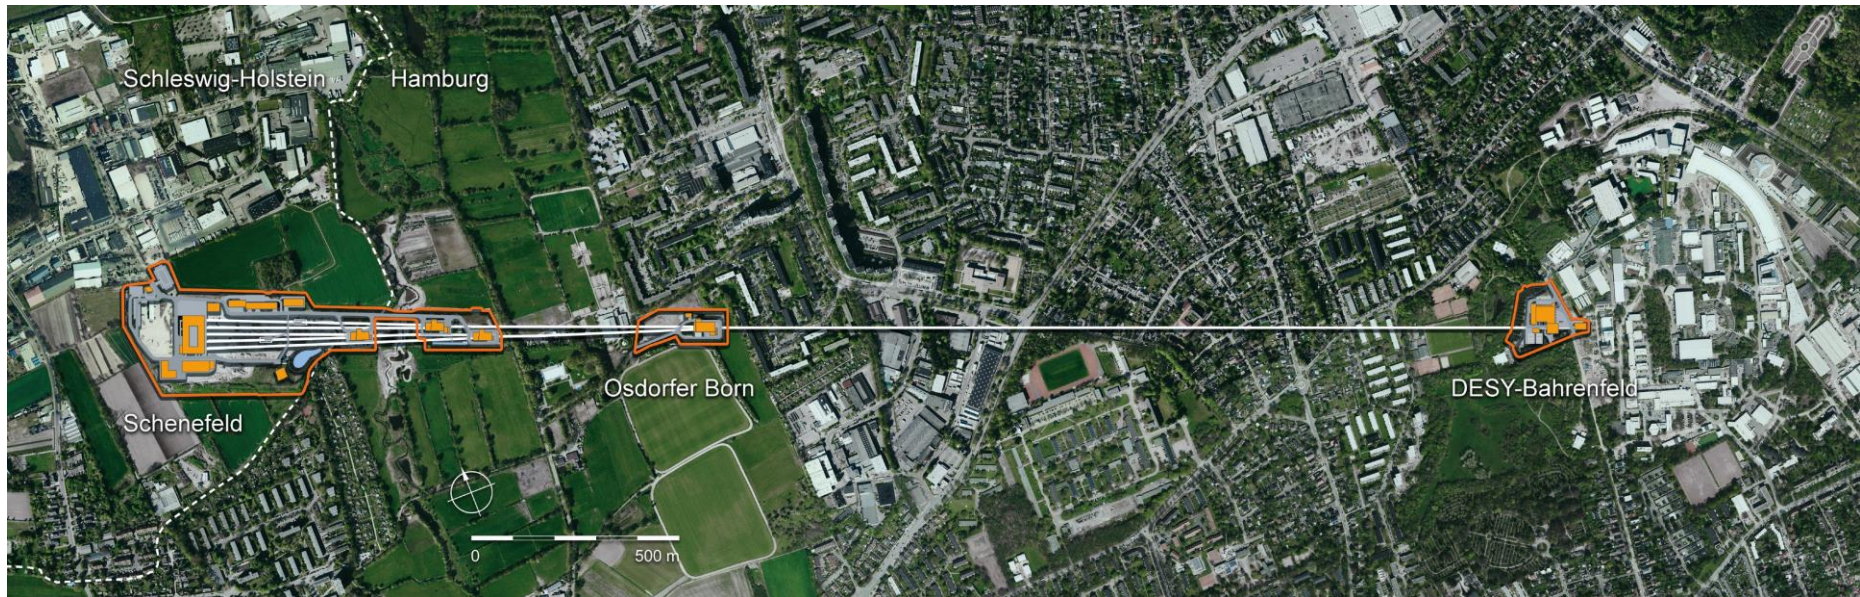 Schleswig-Holstein
Hamburg
Osdorfer Born
DESY-Bahrenfeld
Schenefeld
0
500 m